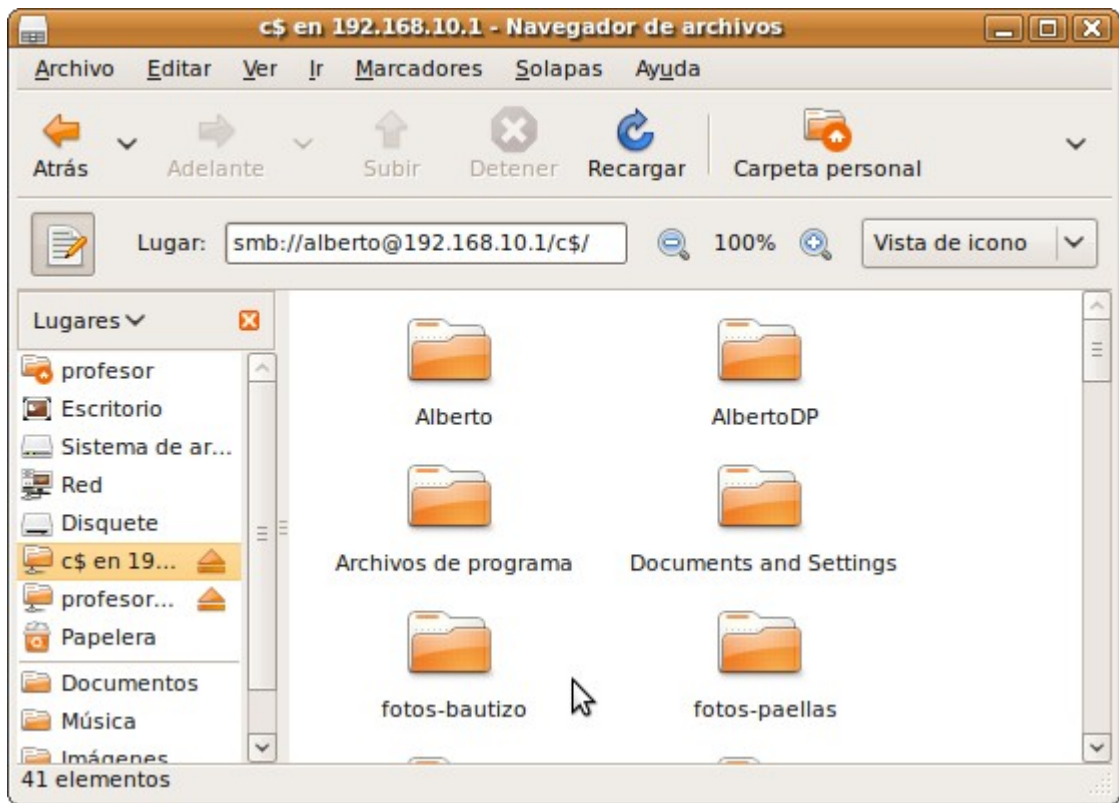 c$ en 192.168.10.1 - Navegador de archivos
Archivo Editar Ver Ir Marcadores Solapas Ayuda
Atrás Adelante Subir Detener Recargar Carpeta personal
Lugar: smb://alberto@192.168.10.1/c$/ 100% Vista de icono
Lugares
profesor
Escritorio
Sistema de ar...
Red
Disquete
c$ en 19...
profesor...
Papelera
Documentos
Música
Imágenes
Alberto AlbertoDP
Archivos de programa Documents and Settings
fotos-bautizo fotos-paellas
41 elementos